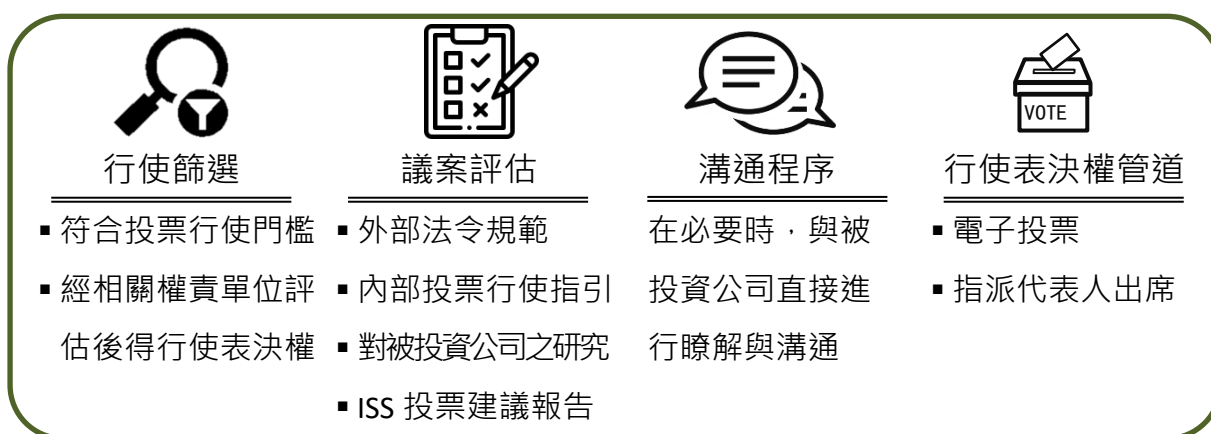 VOTE
行使篩選
▪ 符合投票行使門檻
▪ 經相關權責單位評
估後得行使表決權
議案評估
▪ 外部法令規範
▪ 內部投票行使指引
▪ 對被投資公司之研究
▪ ISS 投票建議報告
溝通程序
在必要時，與被
投資公司直接進
行瞭解與溝通
行使表決權管道
▪ 電子投票
▪ 指派代表人出席